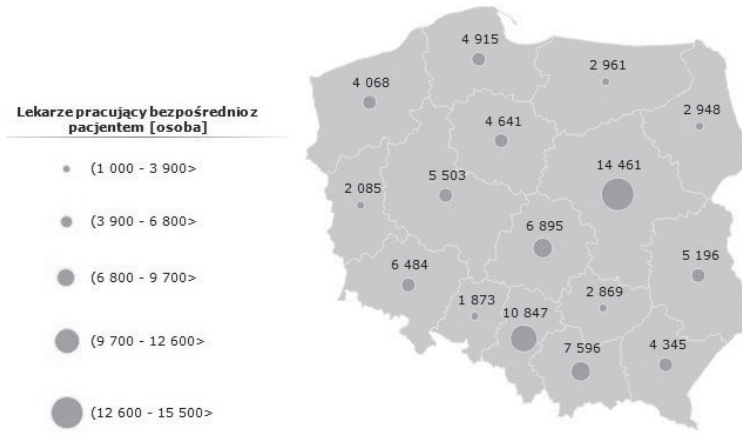 Lekarze pracujący bezpośrednio z
pacjentem [osoba]
(1 000 - 3 900>
(3 900 - 6 800>
(6 800 - 9 700>
(9 700 - 12 600>
(12 600 - 15 500>
4 915
2 961
4 068
2 948
4 641
14 461
5 503
2 085
6 895
5 196
6 484
2 869
1 873
10 847
7 596
4 345